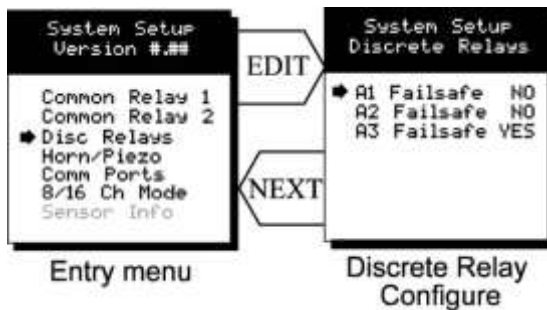 System Setup
Version #.##
Common Relay 1
Common Relay 2
Disc Relays
Horn/Piezo
Comm Ports
8/16 Ch Mode
Sensor Info
Entry menu
EDIT
NEXT
System Setup
Discrete Relays
A1 Failsafe NO
A2 Failsafe NO
A3 Failsafe YES
Discrete Relay
Configure